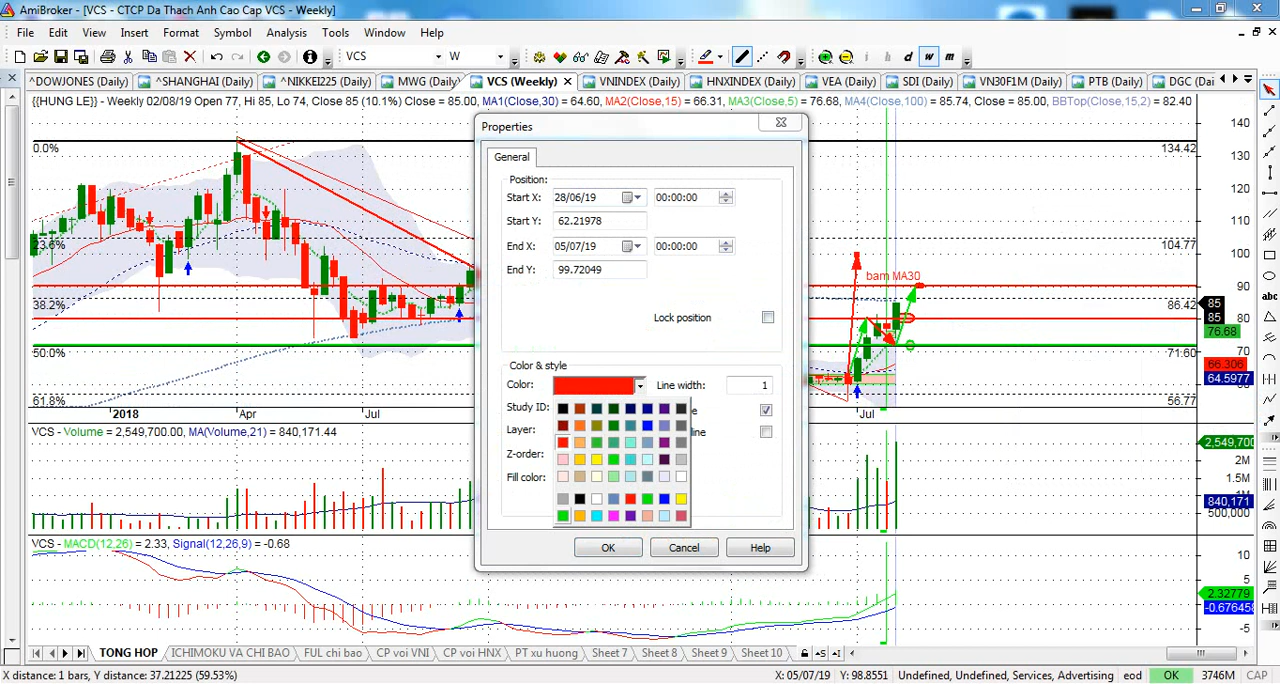 AmiBroker - [VCS - CTCP Da Thach Anh Cao Cap VCS - Weekly]
File Edit View Insert Format Symbol Analysis Tools Window Help
VCS W h d w m
^DOWJONES (Daily) ^SHANGHAI (Daily) ^NIKKEI225 (Daily) MWG (Daily) VCS (Weekly) VNINDEX (Daily) HNXINDEX (Daily) VEA (Daily) SDI (Daily) VN30F1M (Daily) PTB (Daily) DGC (Dai
{{HUNG LE}} - Weekly 02/08/19 Open 77, Hi 85, Lo 74, Close 85 (10.1%) Close = 85.00, MA1(Close,30) = 64.60, MA2(Close,15) = 66.31, MA3(Close,5) = 76.68, MA4(Close,100) = 85.74, Close = 85.00, BBTop(Close,15,2) = 82.40
140
0.0%
134.42
130
120
110
23.6%
104.77
100
bam MA30
90
38.2%
86.42
85
85
80
76.68
50.0%
71.60
70
66.306
64.5977
61.8%
56.77
2018 Apr Jul Jul
Properties
General
Position:
Start X: 28/06/19 00:00:00
Start Y: 62.21978
End X: 05/07/19 00:00:00
End Y: 99.72049
Lock position
Color & style
Color: Line width: 1
Study ID: e
Layer: line
Z-order:
Fill color:
OK Cancel Help
VCS - Volume = 2,549,700.00, MA(Volume,21) = 840,171.44
2,549,700
2M
840,171
500,000
VCS - MACD(12,26) = 2.33, Signal(12,26,9) = -0.68
10
5
2.32779
-0.676458
-5
TONG HOP ICHIMOKU VA CHI BAO FUL chi bao CP voi VNI CP voi HNX PT xu huong Sheet 7 Sheet 8 Sheet 9 Sheet 10
X distance: 1 bars, Y distance: 37.21225 (59.53%) X: 05/07/19 Y: 98.8551 Undefined, Undefined, Services, Advertising eod OK 3746M CAP